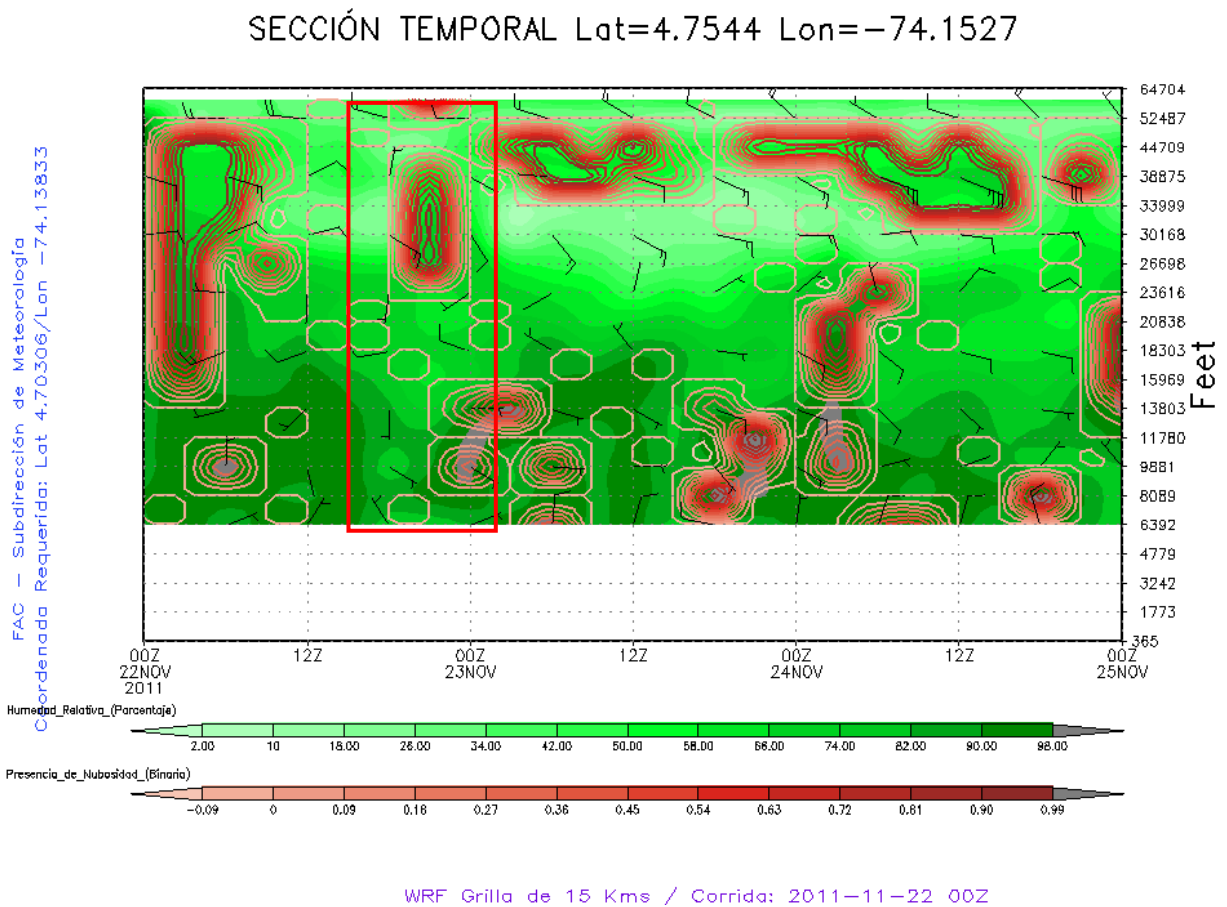 SECCIÓN TEMPORAL Lat=4.7544 Lon=−74.1527
FAC − Subdirección de Meteorología
Coordenada Requerida: Lat 4.70306/Lon −74.13833
64704
52487
44709
38875
33999
30168
26698
23616
20838
18303
15969
13803
11780
9881
8089
6392
4779
3242
1773
365
Feet
00Z 12Z 00Z 12Z 00Z 12Z 00Z
22NOV 23NOV 24NOV 25NOV
2011
Humedad_Relativa_(Porcentaje)
2.00 10 18.00 26.00 34.00 42.00 50.00 58.00 66.00 74.00 82.00 90.00 98.00
Presencia_de_Nubosidad_(Binaria)
−0.09 0 0.09 0.18 0.27 0.36 0.45 0.54 0.63 0.72 0.81 0.90 0.99
WRF Grilla de 15 Kms / Corrida: 2011−11−22 00Z